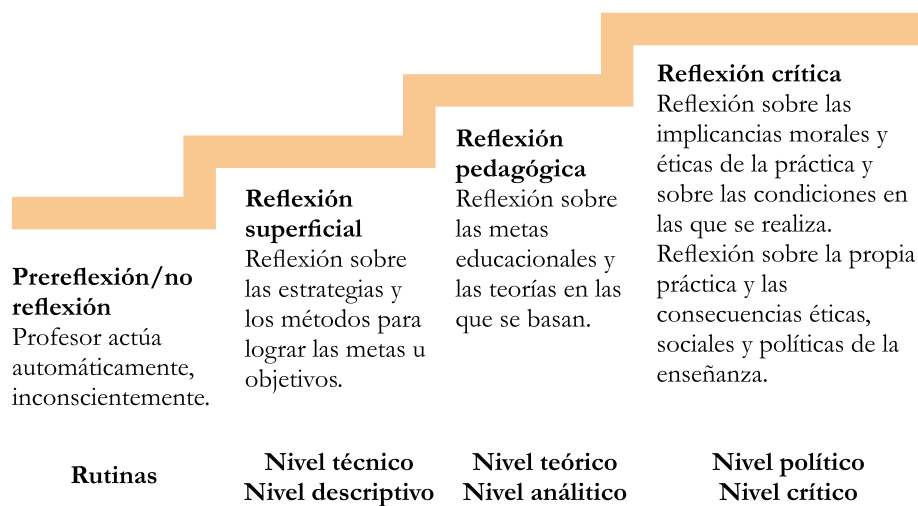 Prereflexión/no
reflexión
Profesor actúa
automáticamente,
inconscientemente.
Rutinas
Reflexión
superficial
Reflexión sobre
las estrategias y
los métodos para
lograr las metas u
objetivos.
Nivel técnico
Nivel descriptivo
Reflexión
pedagógica
Reflexión sobre
las metas
educacionales y
las teorías en las
que se basan.
Nivel teórico
Nivel análitico
Reflexión crítica
Reflexión sobre las
implicancias morales y
éticas de la práctica y
sobre las condiciones en
las que se realiza.
Reflexión sobre la propia
práctica y las
consecuencias éticas,
sociales y políticas de la
enseñanza.
Nivel político
Nivel crítico